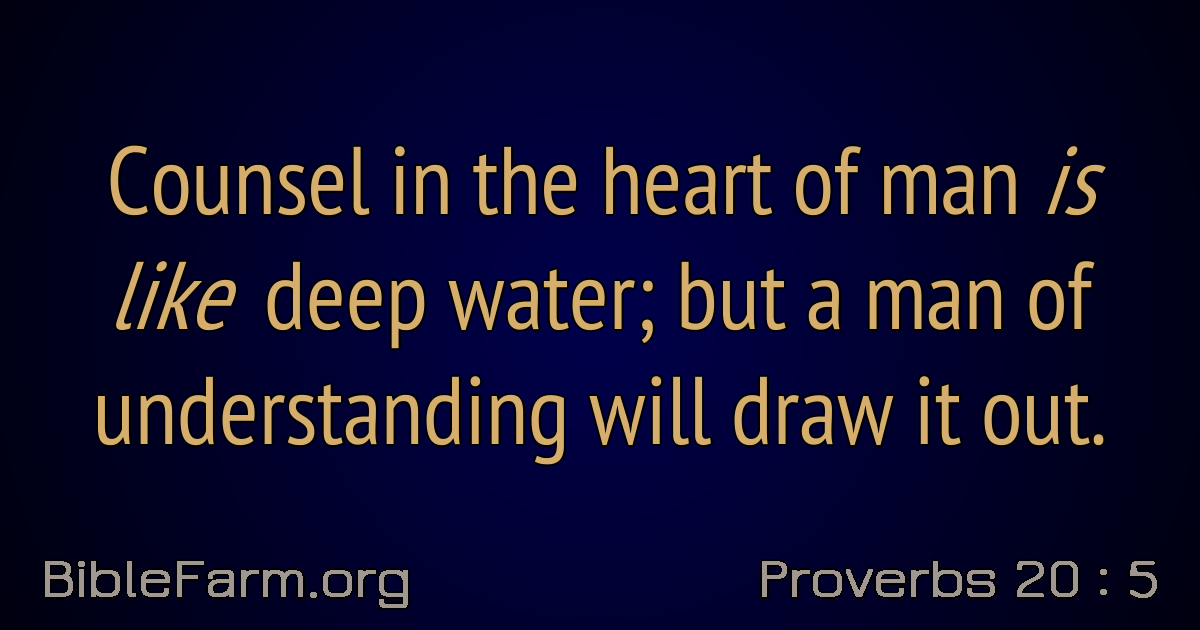 Counsel in the heart of man is
like deep water; but a man of
understanding will draw it out.
BibleFarm.org
Proverbs 20 : 5